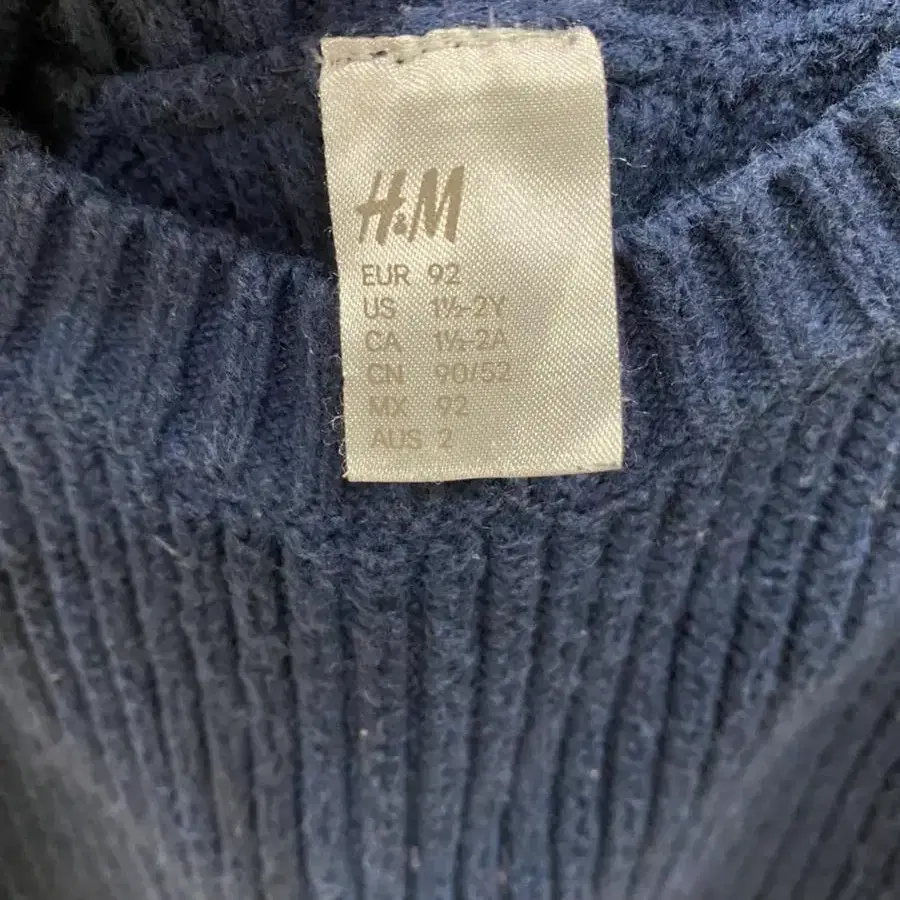 H&M
EUR 92
US 1½-2Y
CA 1½-2A
CN 90/52
MX 92
AUS 2